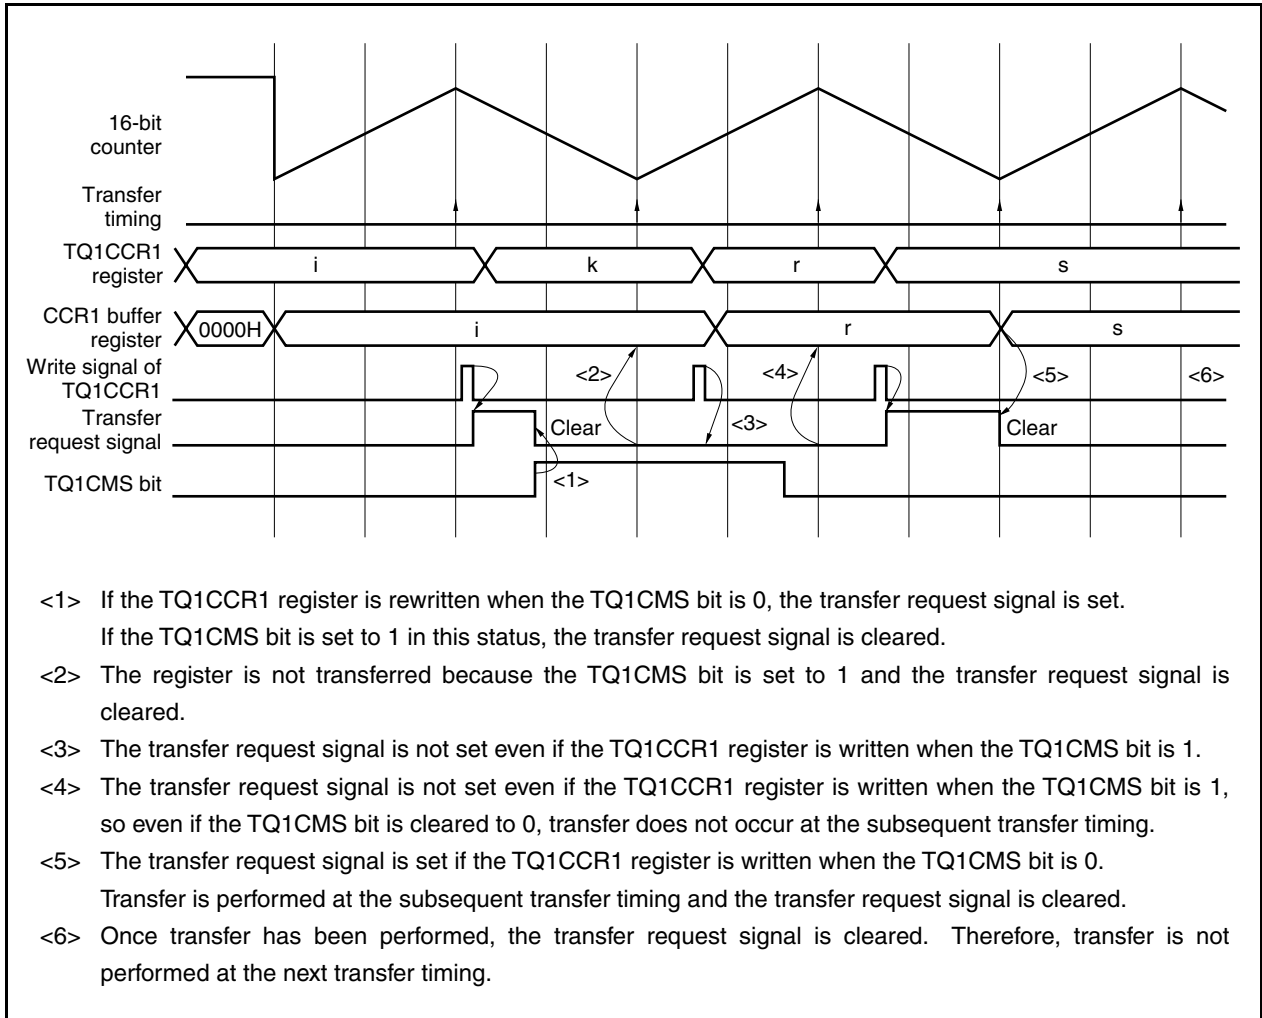 16-bit
counter
Transfer
timing
TQ1CCR1
register
i
k
r
s
CCR1 buffer
register
0000H
i
r
s
Write signal of
TQ1CCR1
<2>
<4>
<5>
<6>
Transfer
request signal
Clear
<3>
Clear
TQ1CMS bit
<1>
<1> If the TQ1CCR1 register is rewritten when the TQ1CMS bit is 0, the transfer request signal is set.
If the TQ1CMS bit is set to 1 in this status, the transfer request signal is cleared.
<2> The register is not transferred because the TQ1CMS bit is set to 1 and the transfer request signal is
cleared.
<3> The transfer request signal is not set even if the TQ1CCR1 register is written when the TQ1CMS bit is 1.
<4> The transfer request signal is not set even if the TQ1CCR1 register is written when the TQ1CMS bit is 1,
so even if the TQ1CMS bit is cleared to 0, transfer does not occur at the subsequent transfer timing.
<5> The transfer request signal is set if the TQ1CCR1 register is written when the TQ1CMS bit is 0.
Transfer is performed at the subsequent transfer timing and the transfer request signal is cleared.
<6> Once transfer has been performed, the transfer request signal is cleared. Therefore, transfer is not
performed at the next transfer timing.